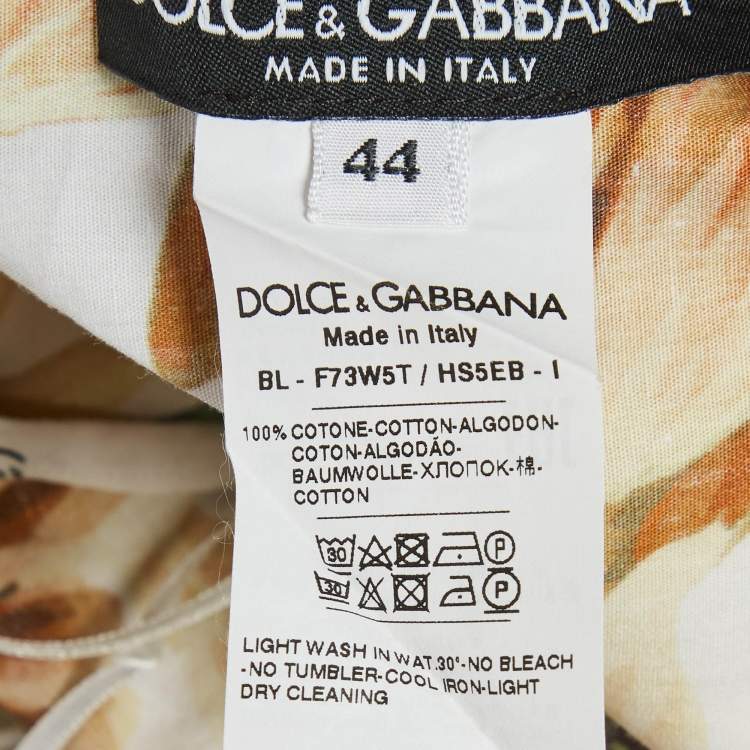 DOLCE & GABBANA
MADE IN ITALY
44
DOLCE & GABBANA
Made in Italy
BL - F73W5T / HS5EB - I
100% COTONE-COTTON-ALGODON-
COTON-ALGODÃO-
BAUMWOLLE-ХЛОПОК-棉-
COTTON
30 P
30 P
LIGHT WASH IN WAT.30°-NO BLEACH
-NO TUMBLER-COOL IRON-LIGHT
DRY CLEANING